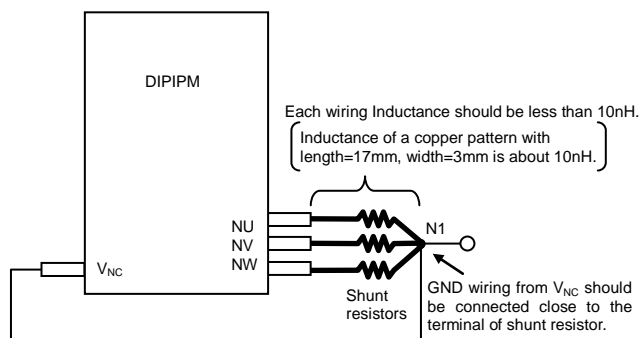 DIPIPM
Each wiring Inductance should be less than 10nH.
Inductance of a copper pattern with
length=17mm, width=3mm is about 10nH.
NU
NV
NW
N1
VNC
Shunt
resistors
GND wiring from VNC should
be connected close to the
terminal of shunt resistor.